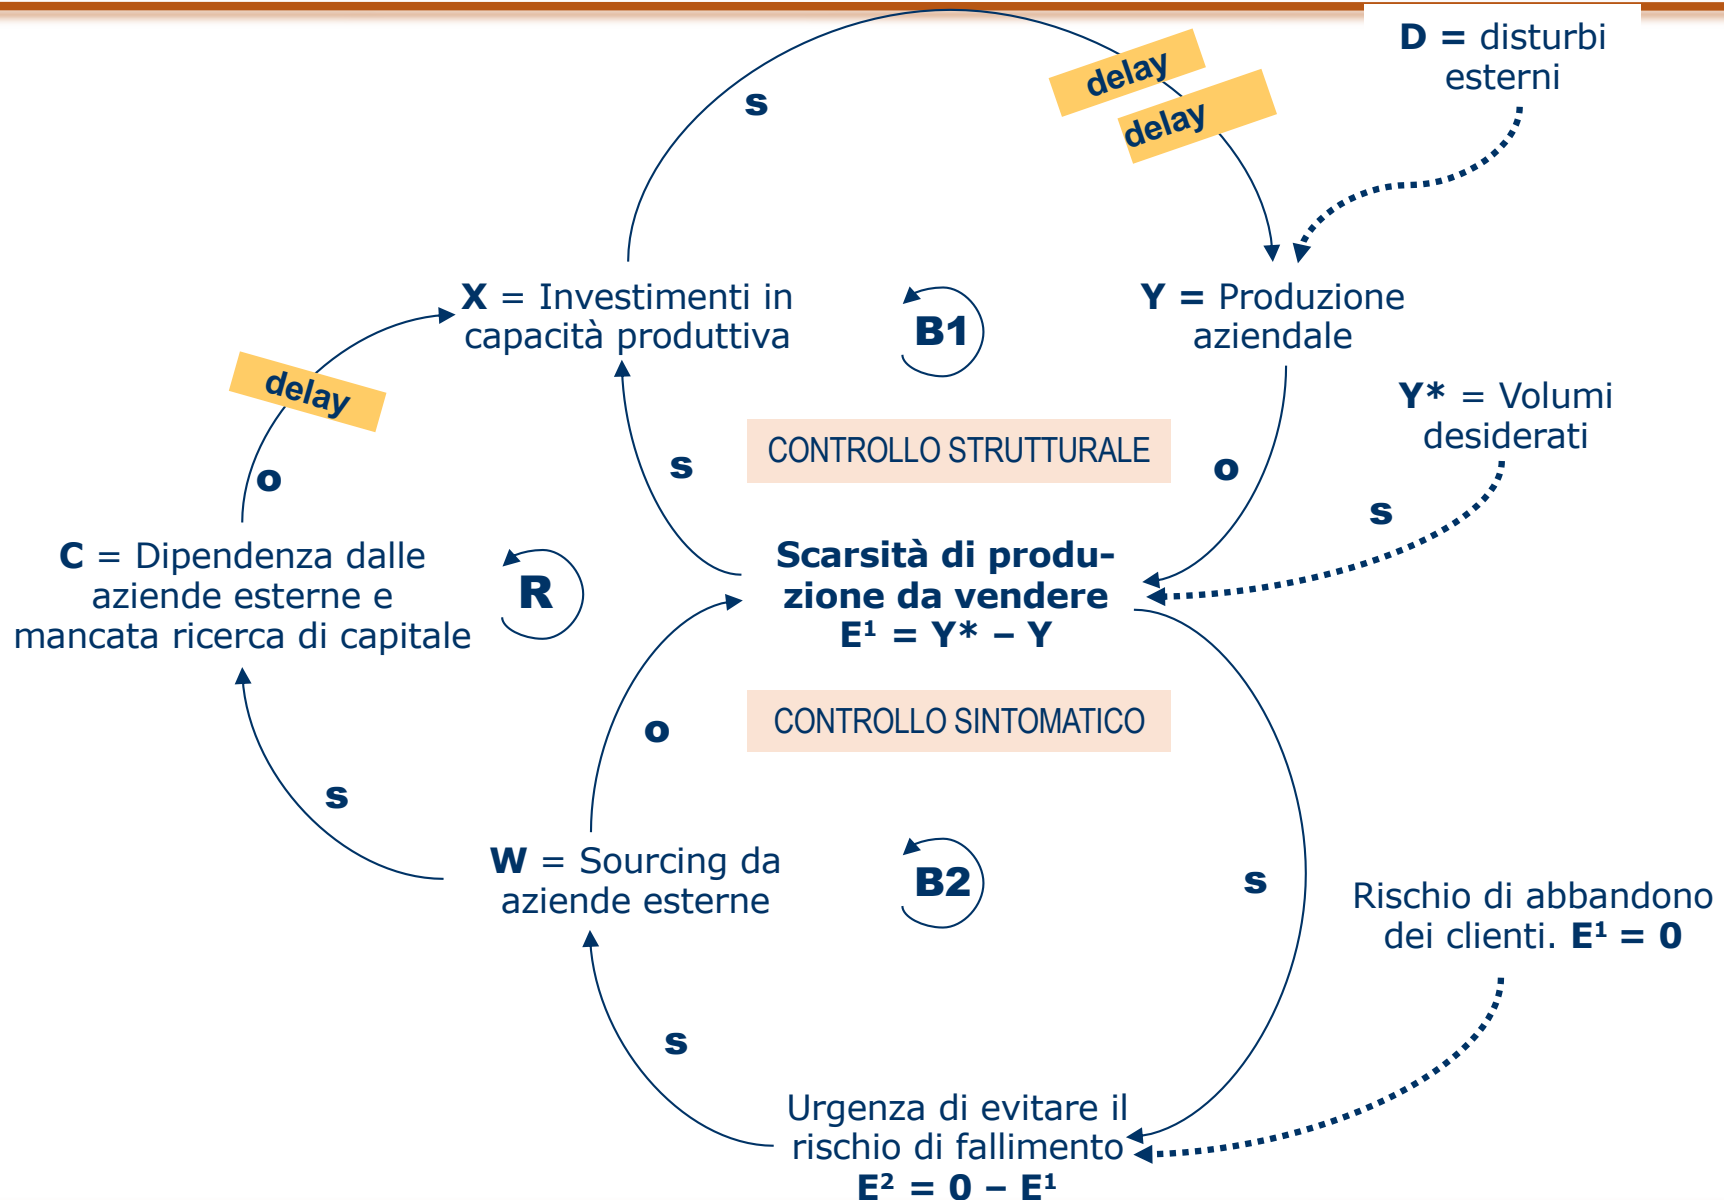 D = disturbi
esterni
delay
delay
s
X = Investimenti in
capacità produttiva
B1
Y = Produzione
aziendale
delay
Y* = Volumi
desiderati
CONTROLLO STRUTTURALE
s
o
o
s
C = Dipendenza dalle
aziende esterne e
mancata ricerca di capitale
R
Scarsità di produ-
zione da vendere
E¹ = Y* – Y
CONTROLLO SINTOMATICO
o
s
W = Sourcing da
aziende esterne
B2
s
Rischio di abbandono
dei clienti. E¹ = 0
s
Urgenza di evitare il
rischio di fallimento
E² = 0 – E¹